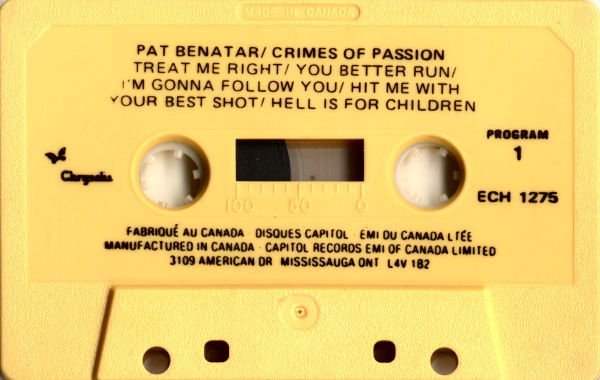 MADE IN CANADA
PAT BENATAR/ CRIMES OF PASSION
TREAT ME RIGHT/ YOU BETTER RUN/
I'M GONNA FOLLOW YOU/ HIT ME WITH
YOUR BEST SHOT/ HELL IS FOR CHILDREN
PROGRAM
1
Chrysalis
ECH 1275
100 50 0
FABRIQUÉ AU CANADA · DISQUES CAPITOL · EMI DU CANADA LTÉE
MANUFACTURED IN CANADA · CAPITOL RECORDS EMI OF CANADA LIMITED
3109 AMERICAN DR MISSISSAUGA ONT L4V 1B2